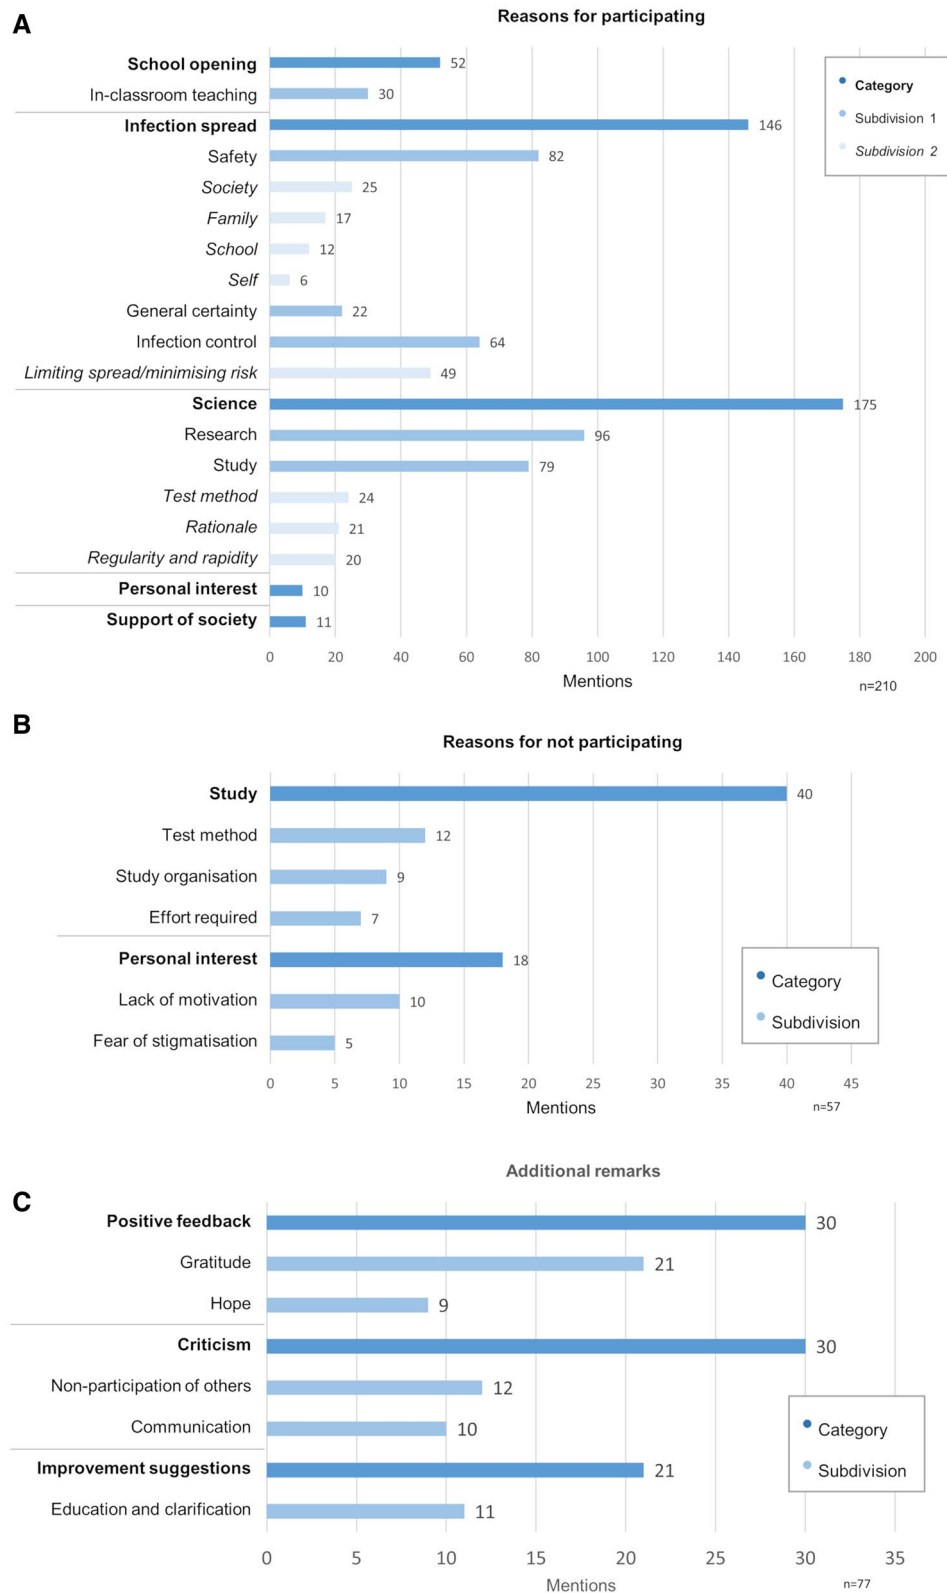 A
Reasons for participating
School opening 52
In-classroom teaching 30
Infection spread 146
Safety 82
Society 25
Family 17
School 12
Self 6
General certainty 22
Infection control 64
Limiting spread/minimising risk 49
Science 175
Research 96
Study 79
Test method 24
Rationale 21
Regularity and rapidity 20
Personal interest 10
Support of society 11
Category
Subdivision 1
Subdivision 2
0 20 40 60 80 100 120 140 160 180 200
Mentions
n=210
B
Reasons for not participating
Study 40
Test method 12
Study organisation 9
Effort required 7
Personal interest 18
Lack of motivation 10
Fear of stigmatisation 5
Category
Subdivision
0 5 10 15 20 25 30 35 40 45
Mentions
n=57
C
Additional remarks
Positive feedback 30
Gratitude 21
Hope 9
Criticism 30
Non-participation of others 12
Communication 10
Improvement suggestions 21
Education and clarification 11
Category
Subdivision
0 5 10 15 20 25 30 35
Mentions
n=77